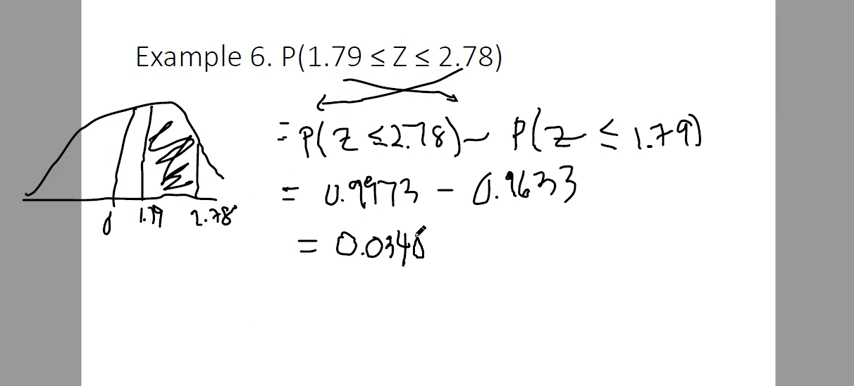 Example 6. P(1.79 ≤ Z ≤ 2.78)
= P(Z ≤ 2.78) - P(Z ≤ 1.79)
= 0.9973 - 0.9633
= 0.0340
0 1.79 2.78